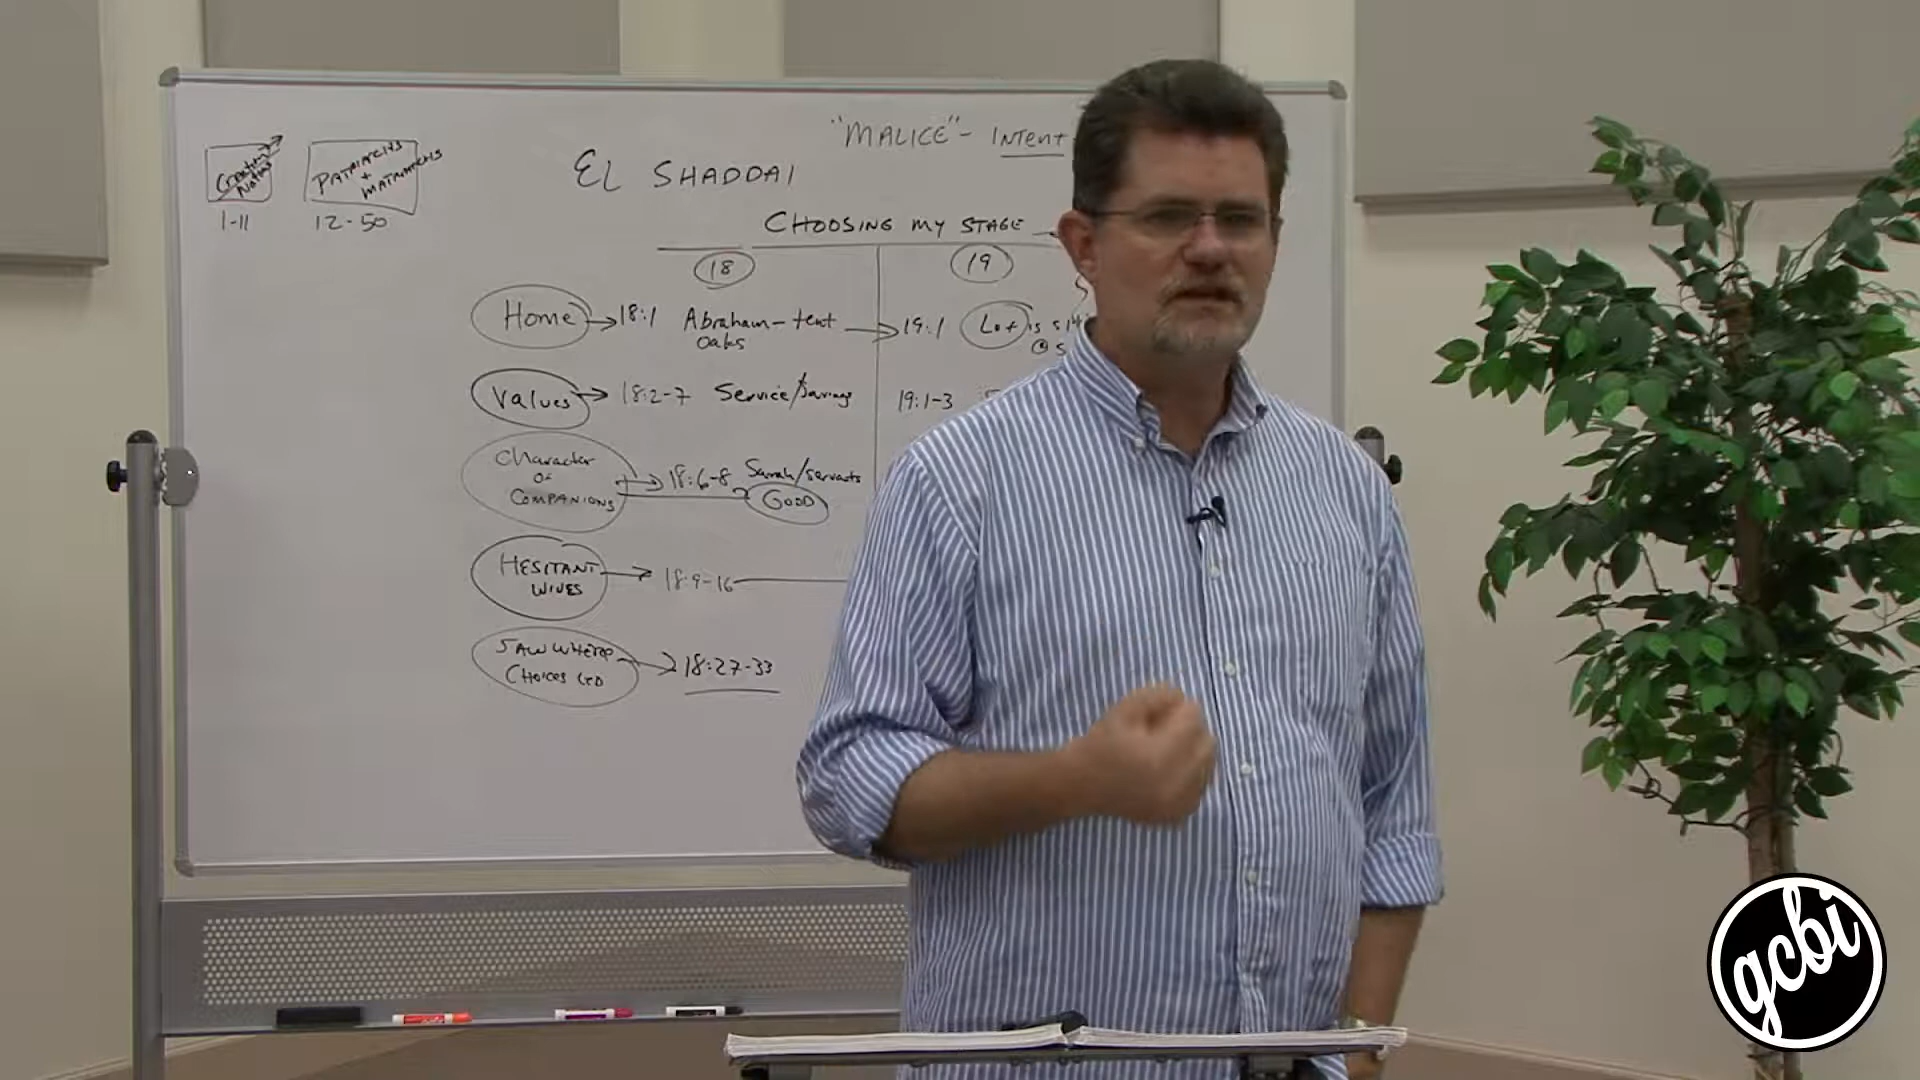 "MALICE" - INTENT
CREATION
NATIONS
1-11
PATRIARCHS
+
MATRIARCHS
12-50
EL SHADDAI
CHOOSING MY STAGE
18
19
Home → 18:1 Abraham - tent
Oaks
19:1 Lot is
@ S
Values → 18:2-7 Service/Savings
19:1-3
Character
of
COMPANIONS
18:6-8 Sarah/servants
GOOD
HESITANT
WIVES
18:9-16
SAW WHERE
CHOICES LED
18:27-33
gcbi